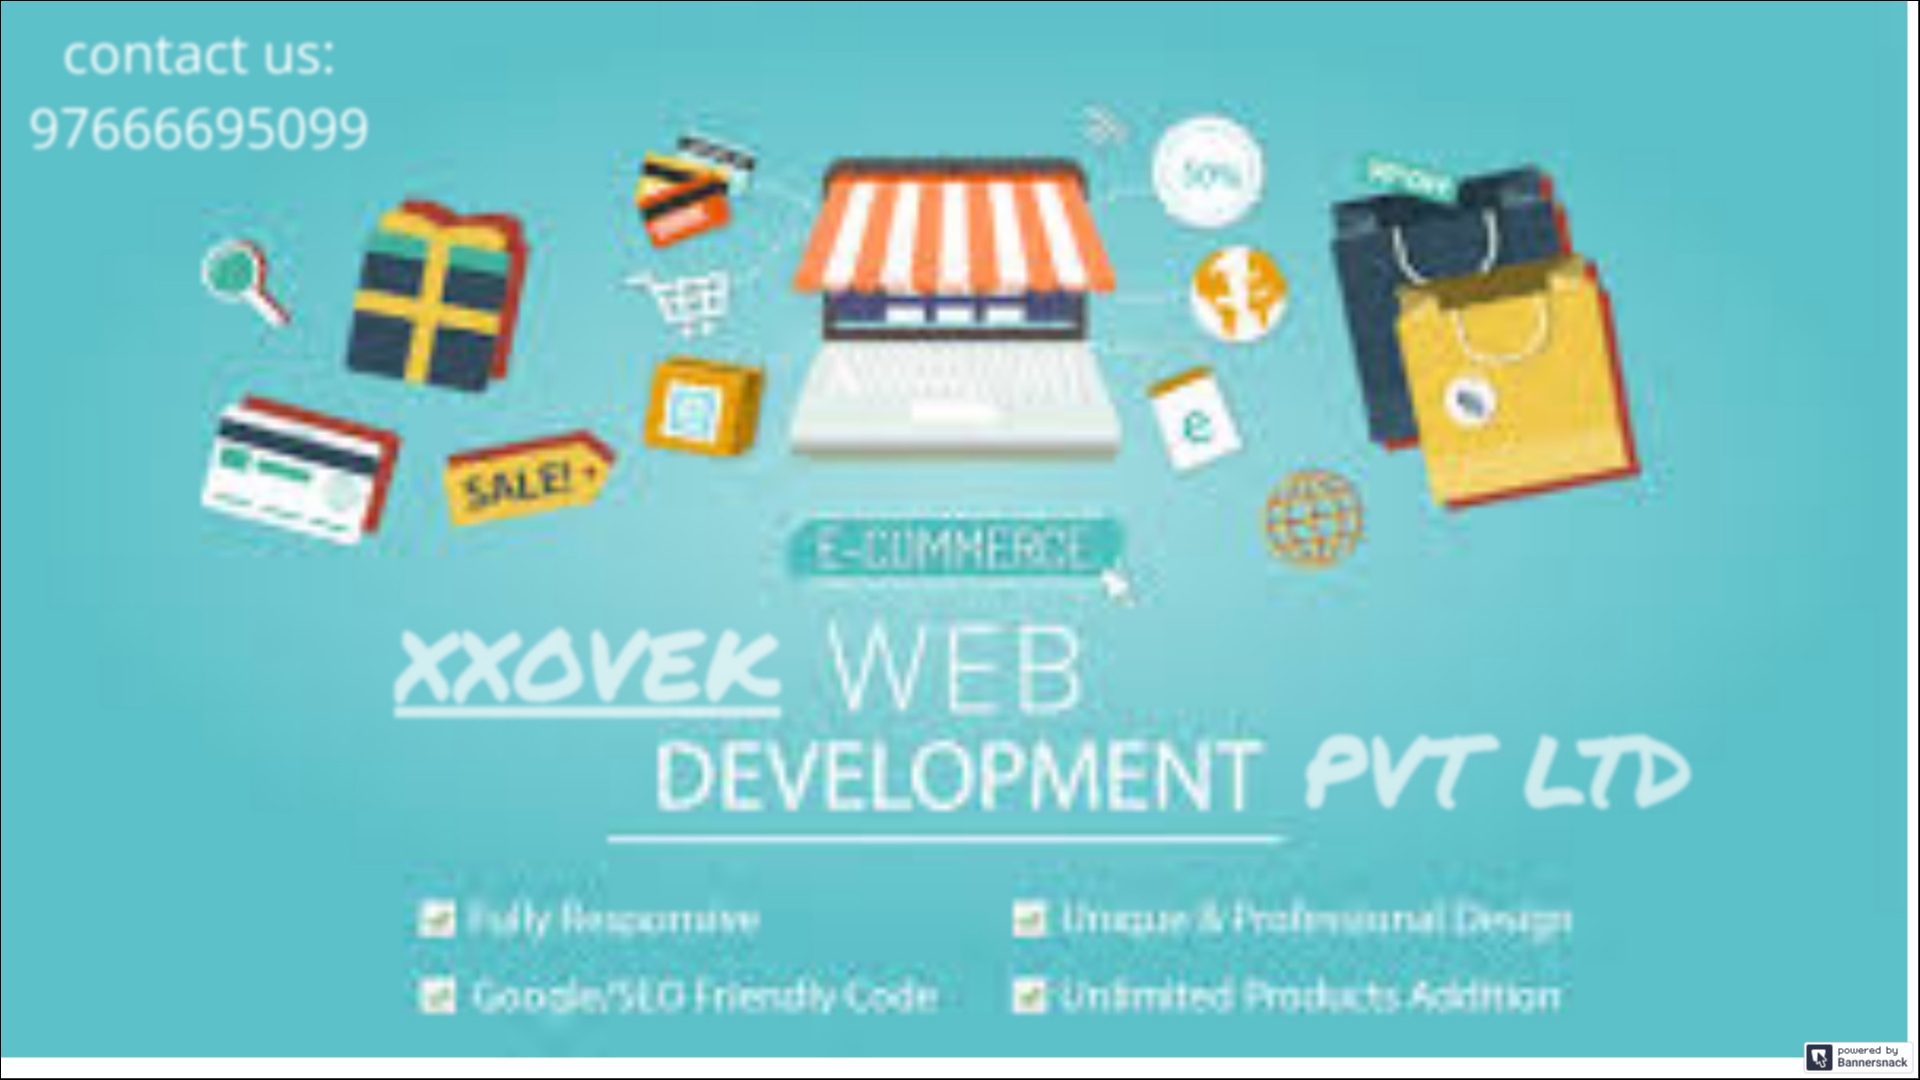 contact us:
97666695099
50%
SALE!
e
E-COMMERCE
XXOVEK WEB
DEVELOPMENT PVT LTD
Fully Responsive
Unique & Professional Design
Google/SEO Friendly Code
Unlimited Products Addition
powered by
Bannersnack